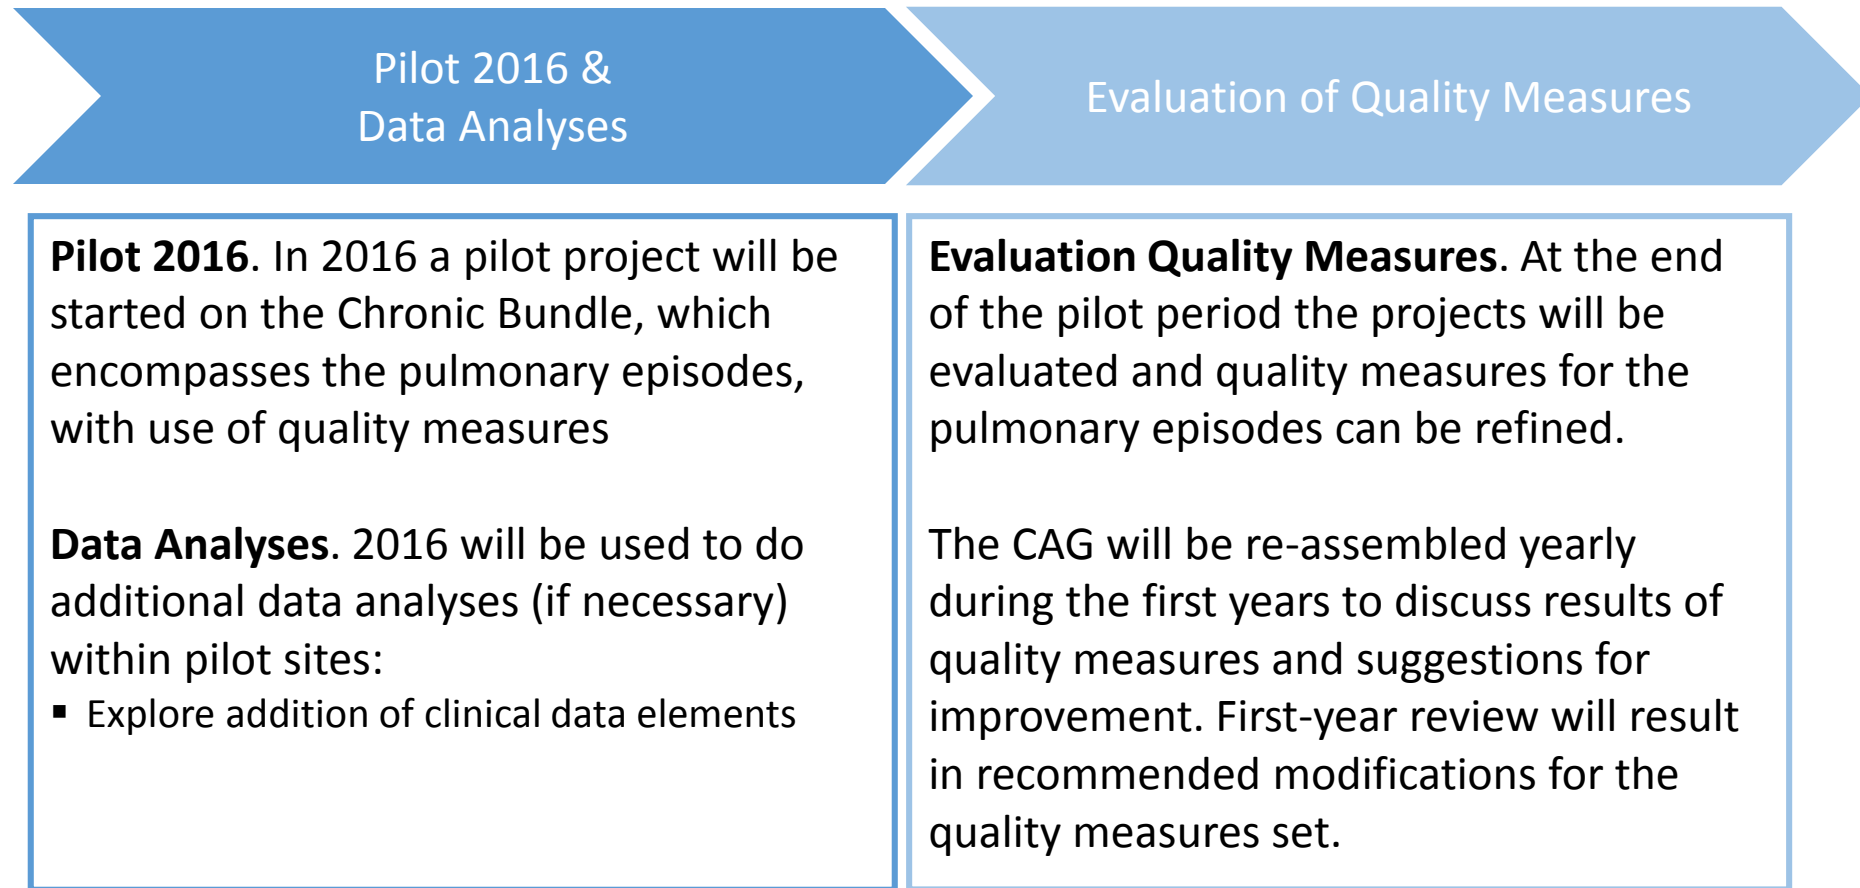 Pilot 2016 &
Data Analyses
Evaluation of Quality Measures
Pilot 2016. In 2016 a pilot project will be
started on the Chronic Bundle, which
encompasses the pulmonary episodes,
with use of quality measures
Data Analyses. 2016 will be used to do
additional data analyses (if necessary)
within pilot sites:
▪ Explore addition of clinical data elements
Evaluation Quality Measures. At the end
of the pilot period the projects will be
evaluated and quality measures for the
pulmonary episodes can be refined.
The CAG will be re-assembled yearly
during the first years to discuss results of
quality measures and suggestions for
improvement. First-year review will result
in recommended modifications for the
quality measures set.